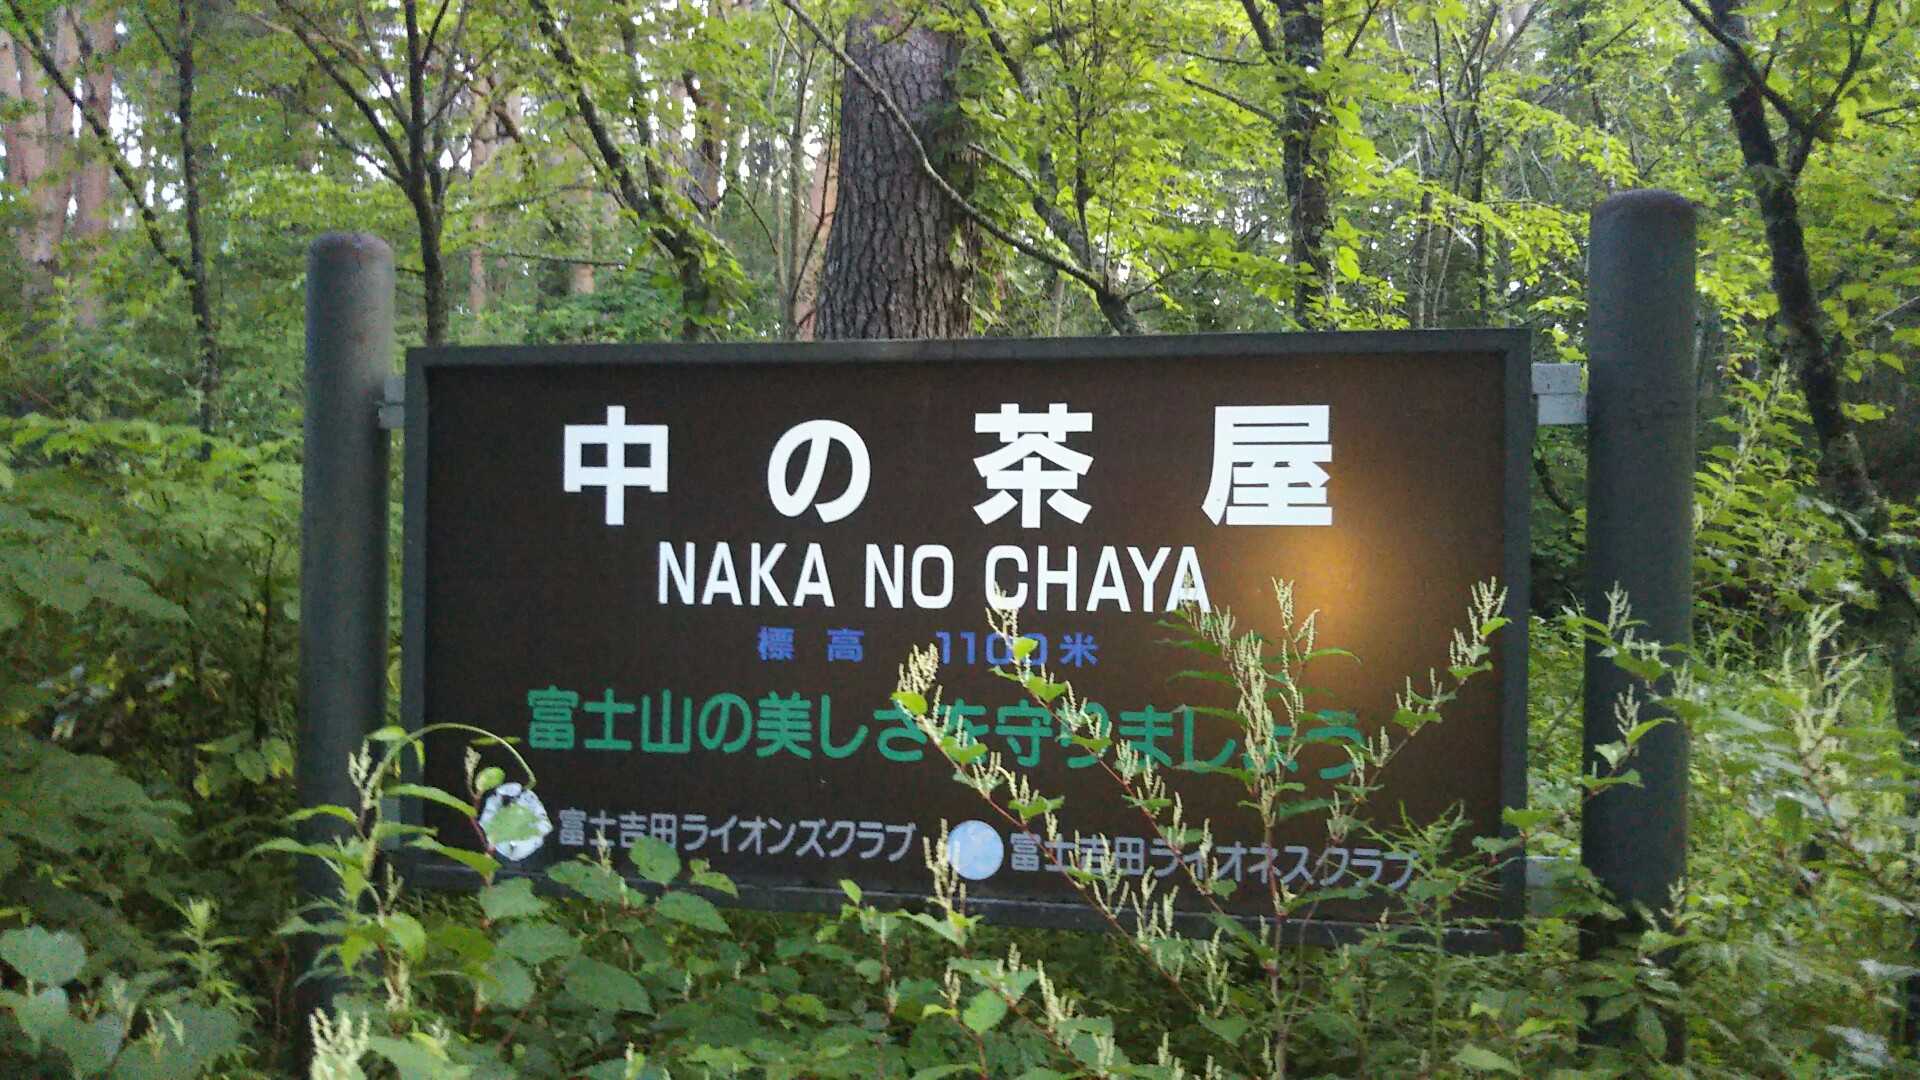 中の茶屋
NAKA NO CHAYA
標高 1100米
富士山の美しさを守りましょう
富士吉田ライオンズクラブ 富士吉田ライオネスクラブ